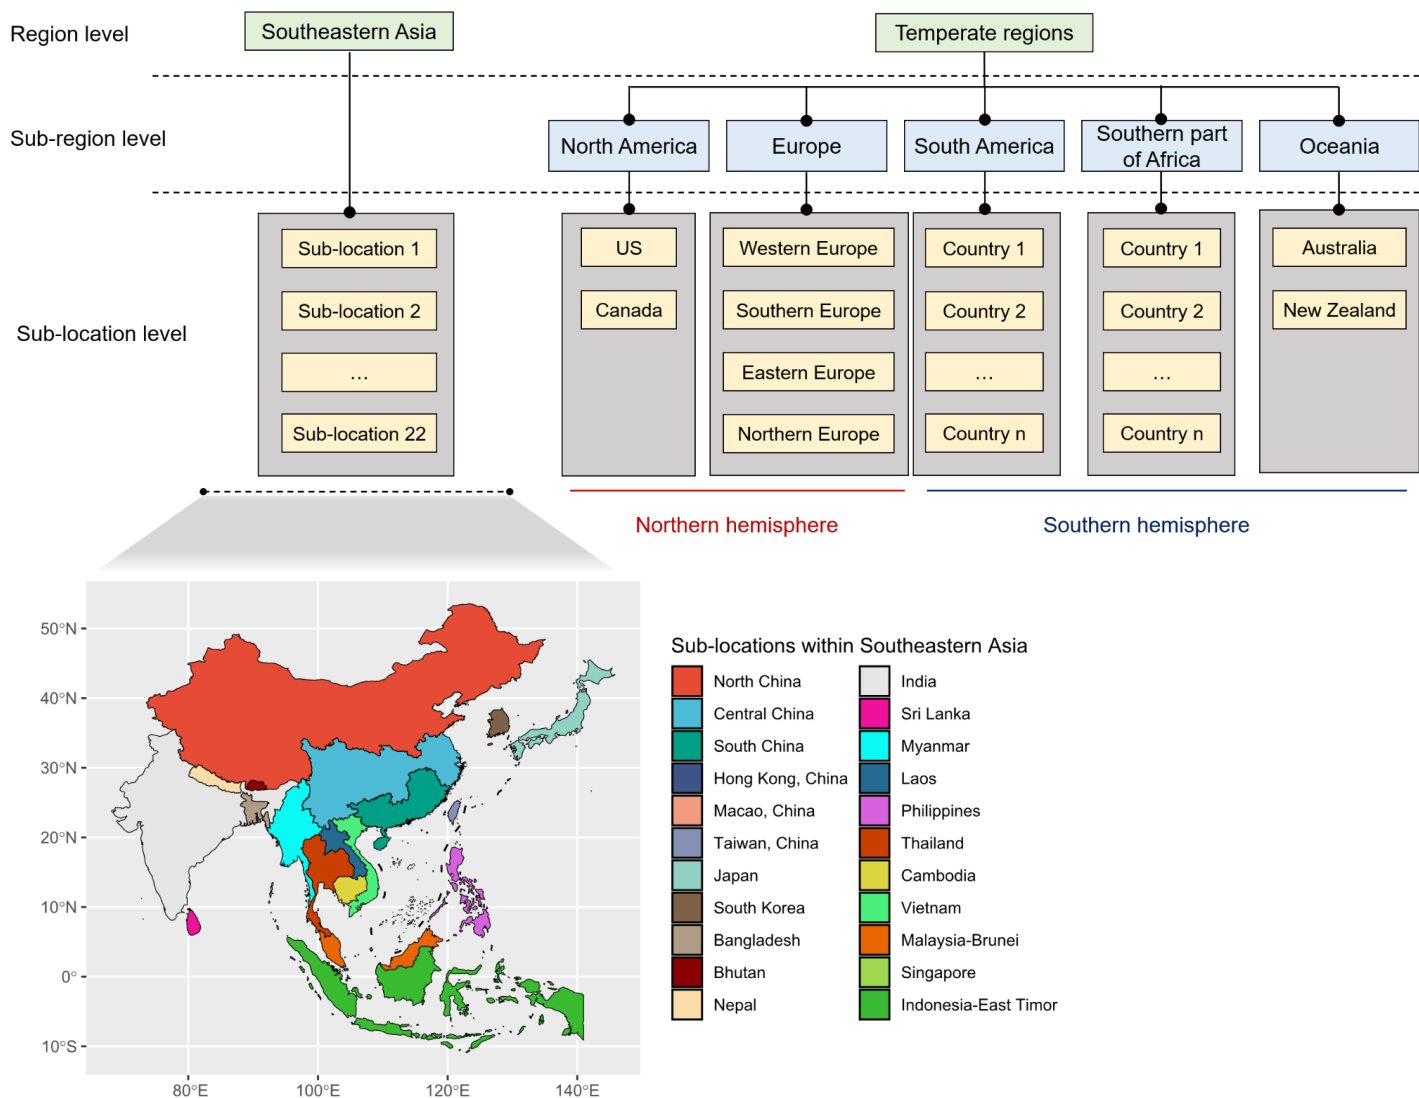 Region level
Southeastern Asia
Temperate regions
Sub-region level
North America
Europe
South America
Southern part
of Africa
Oceania
Sub-location level
Sub-location 1
Sub-location 2
...
Sub-location 22
US
Canada
Western Europe
Southern Europe
Eastern Europe
Northern Europe
Country 1
Country 2
...
Country n
Country 1
Country 2
...
Country n
Australia
New Zealand
Northern hemisphere
Southern hemisphere
50°N
40°N
30°N
20°N
10°N
0°
10°S
80°E
100°E
120°E
140°E
Sub-locations within Southeastern Asia
North China
Central China
South China
Hong Kong, China
Macao, China
Taiwan, China
Japan
South Korea
Bangladesh
Bhutan
Nepal
India
Sri Lanka
Myanmar
Laos
Philippines
Thailand
Cambodia
Vietnam
Malaysia-Brunei
Singapore
Indonesia-East Timor